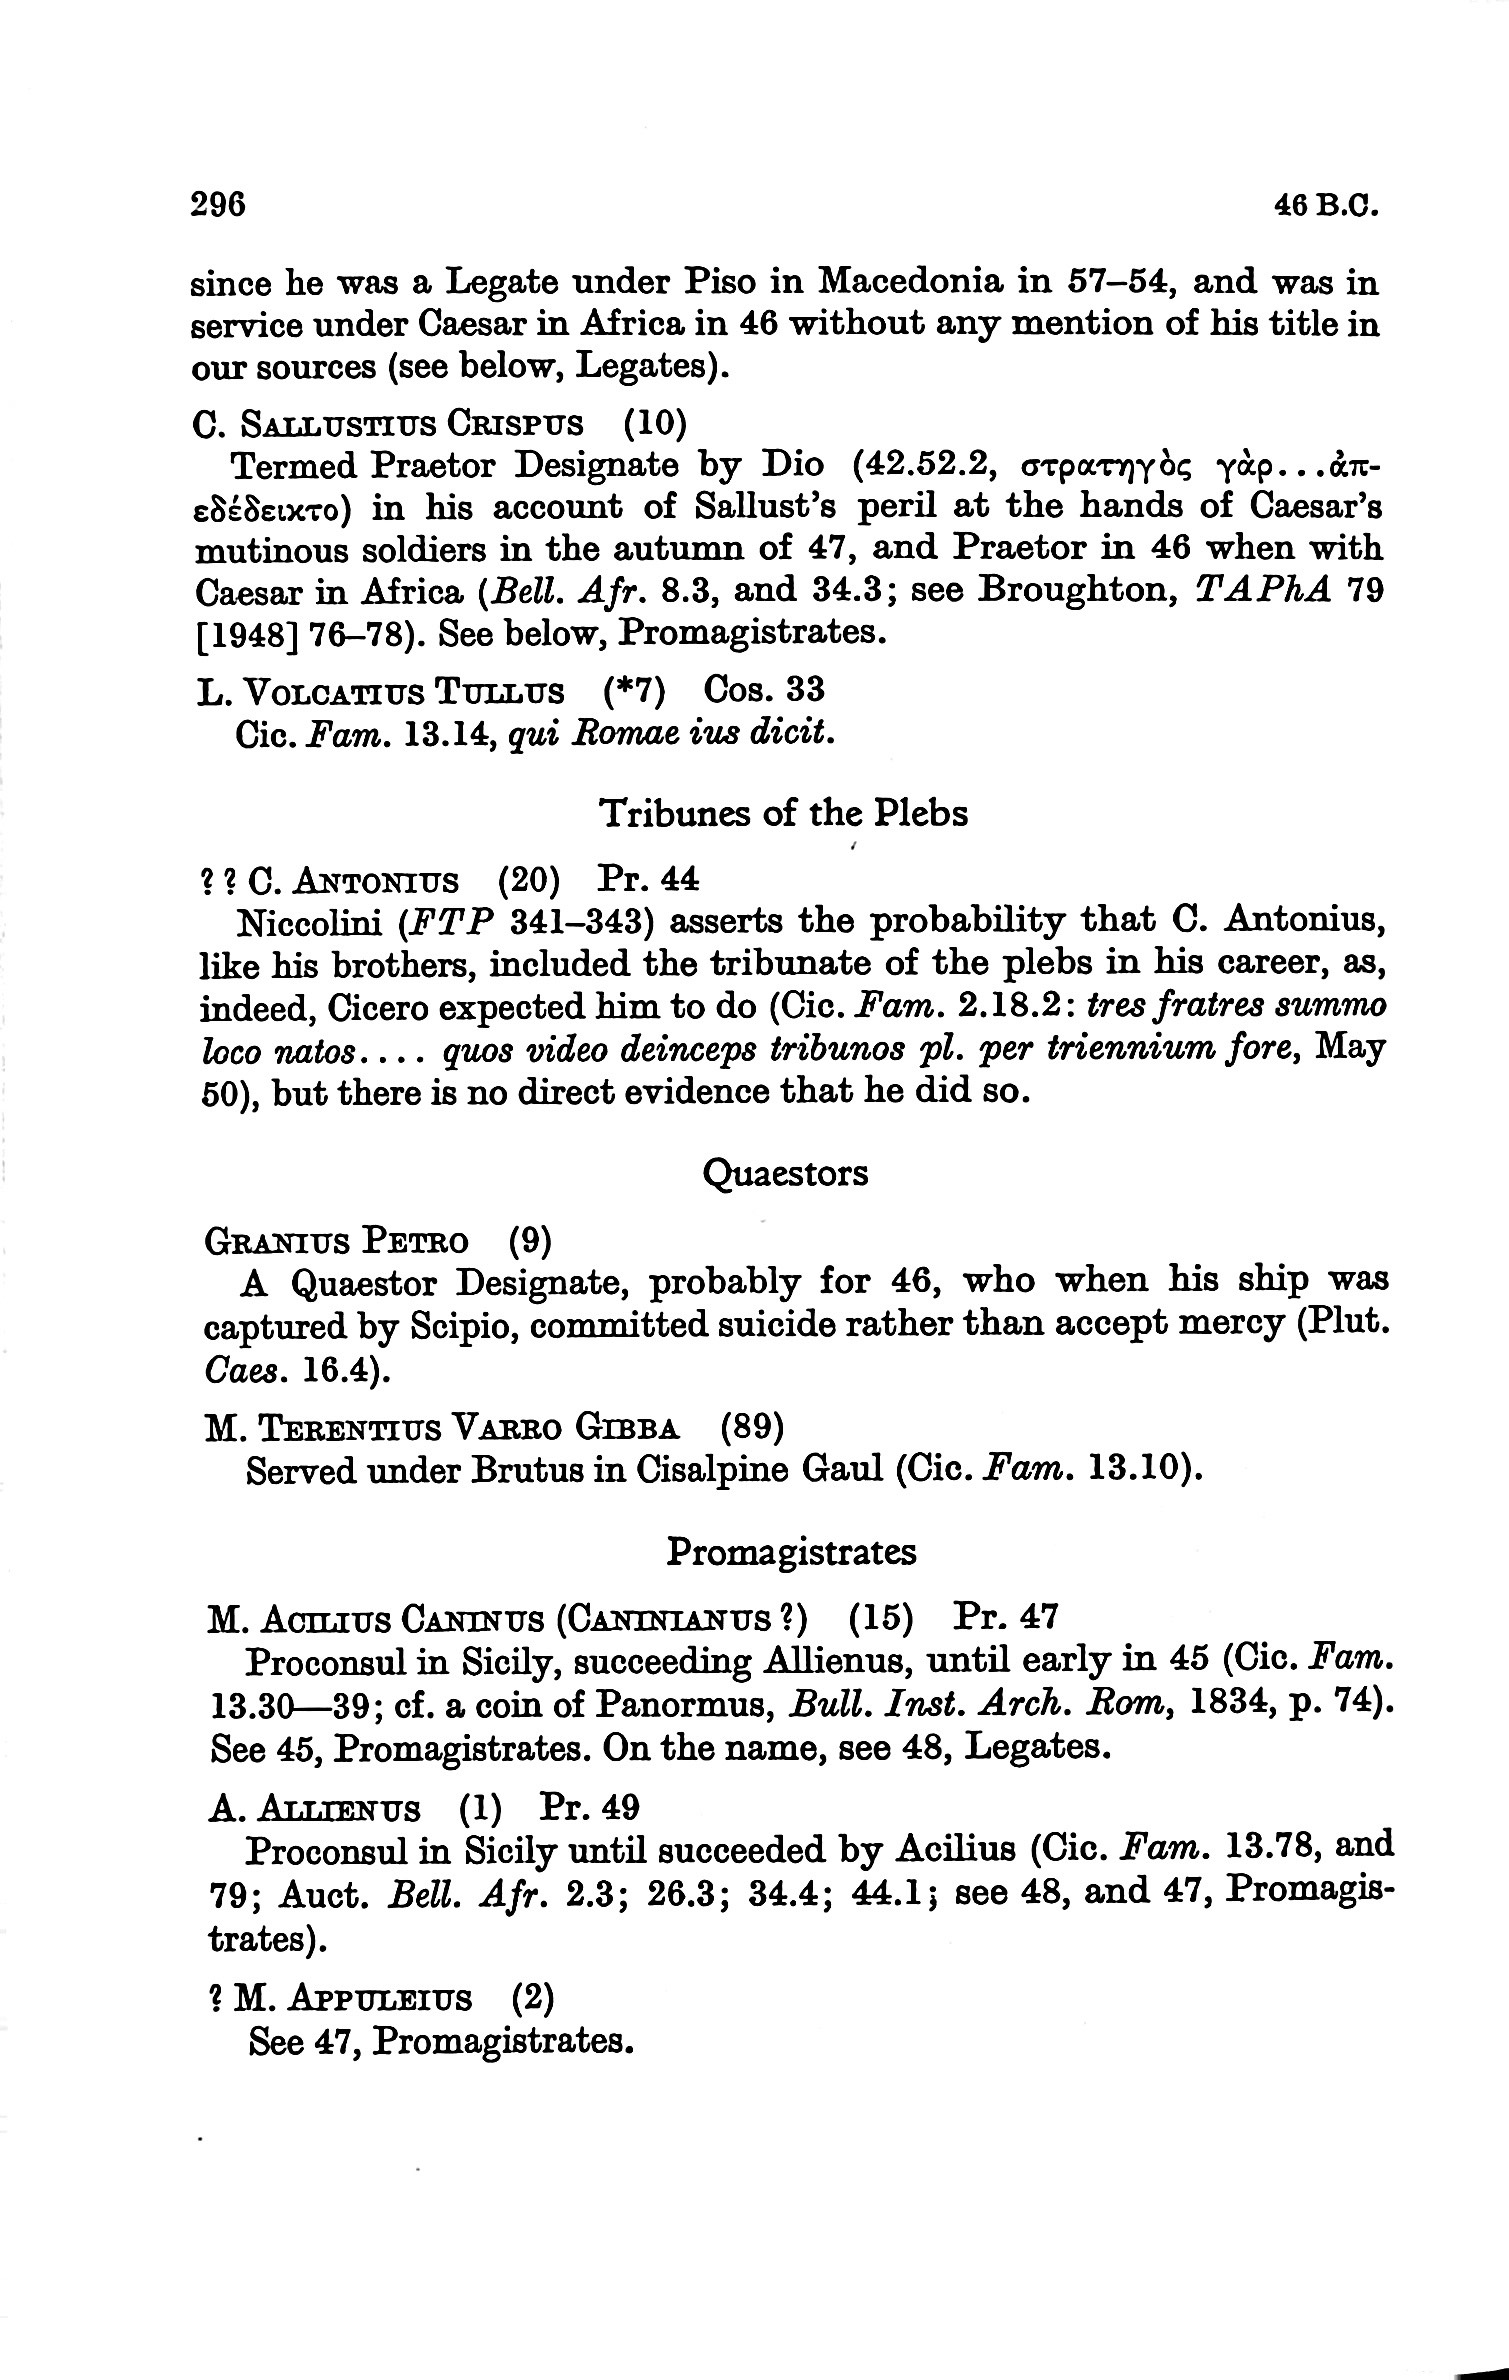 296 46 B.C.
since he was a Legate under Piso in Macedonia in 57–54, and was in
service under Caesar in Africa in 46 without any mention of his title in
our sources (see below, Legates).
C. SALLUSTIUS CRISPUS (10)
Termed Praetor Designate by Dio (42.52.2, στρατηγὸς γὰρ...ἀπ-
εδέδεικτο) in his account of Sallust's peril at the hands of Caesar's
mutinous soldiers in the autumn of 47, and Praetor in 46 when with
Caesar in Africa (Bell. Afr. 8.3, and 34.3; see Broughton, TAPhA 79
[1948] 76–78). See below, Promagistrates.
L. VOLCATIUS TULLUS (*7) Cos. 33
Cic. Fam. 13.14, qui Romae ius dicit.
Tribunes of the Plebs
? ? C. ANTONIUS (20) Pr. 44
Niccolini (FTP 341–343) asserts the probability that C. Antonius,
like his brothers, included the tribunate of the plebs in his career, as,
indeed, Cicero expected him to do (Cic. Fam. 2.18.2: tres fratres summo
loco natos.... quos video deinceps tribunos pl. per triennium fore, May
50), but there is no direct evidence that he did so.
Quaestors
GRANIUS PETRO (9)
A Quaestor Designate, probably for 46, who when his ship was
captured by Scipio, committed suicide rather than accept mercy (Plut.
Caes. 16.4).
M. TERENTIUS VARRO GIBBA (89)
Served under Brutus in Cisalpine Gaul (Cic. Fam. 13.10).
Promagistrates
M. ACILIUS CANINUS (CANINIANUS ?) (15) Pr. 47
Proconsul in Sicily, succeeding Allienus, until early in 45 (Cic. Fam.
13.30—39; cf. a coin of Panormus, Bull. Inst. Arch. Rom, 1834, p. 74).
See 45, Promagistrates. On the name, see 48, Legates.
A. ALLIENUS (1) Pr. 49
Proconsul in Sicily until succeeded by Acilius (Cic. Fam. 13.78, and
79; Auct. Bell. Afr. 2.3; 26.3; 34.4; 44.1; see 48, and 47, Promagis-
trates).
? M. APPULEIUS (2)
See 47, Promagistrates.